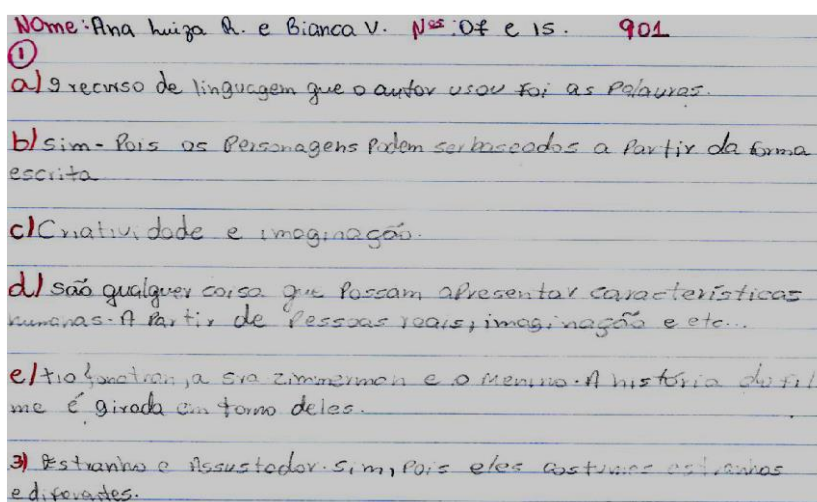 Nome: Ana Luiza R. e Bianca V. Nos: 07 e 15. 901
1
a) O recurso de linguagem que o autor usou foi as Palavras.
b) sim - Pois os Personagens Podem ser baseados a Partir da forma
escrita
c) Criatividade e imaginação.
d) são qualquer coisa que Possam apresentar características
humanas. A Partir de Pessoas reais, imaginação e etc...
e) tio Jonathan, a sra zimmerman e o menino. A história do fil
me é girada em torno deles.
3) Estranho e Assustador. Sim, Pois eles costumes estranhos
e diferentes.